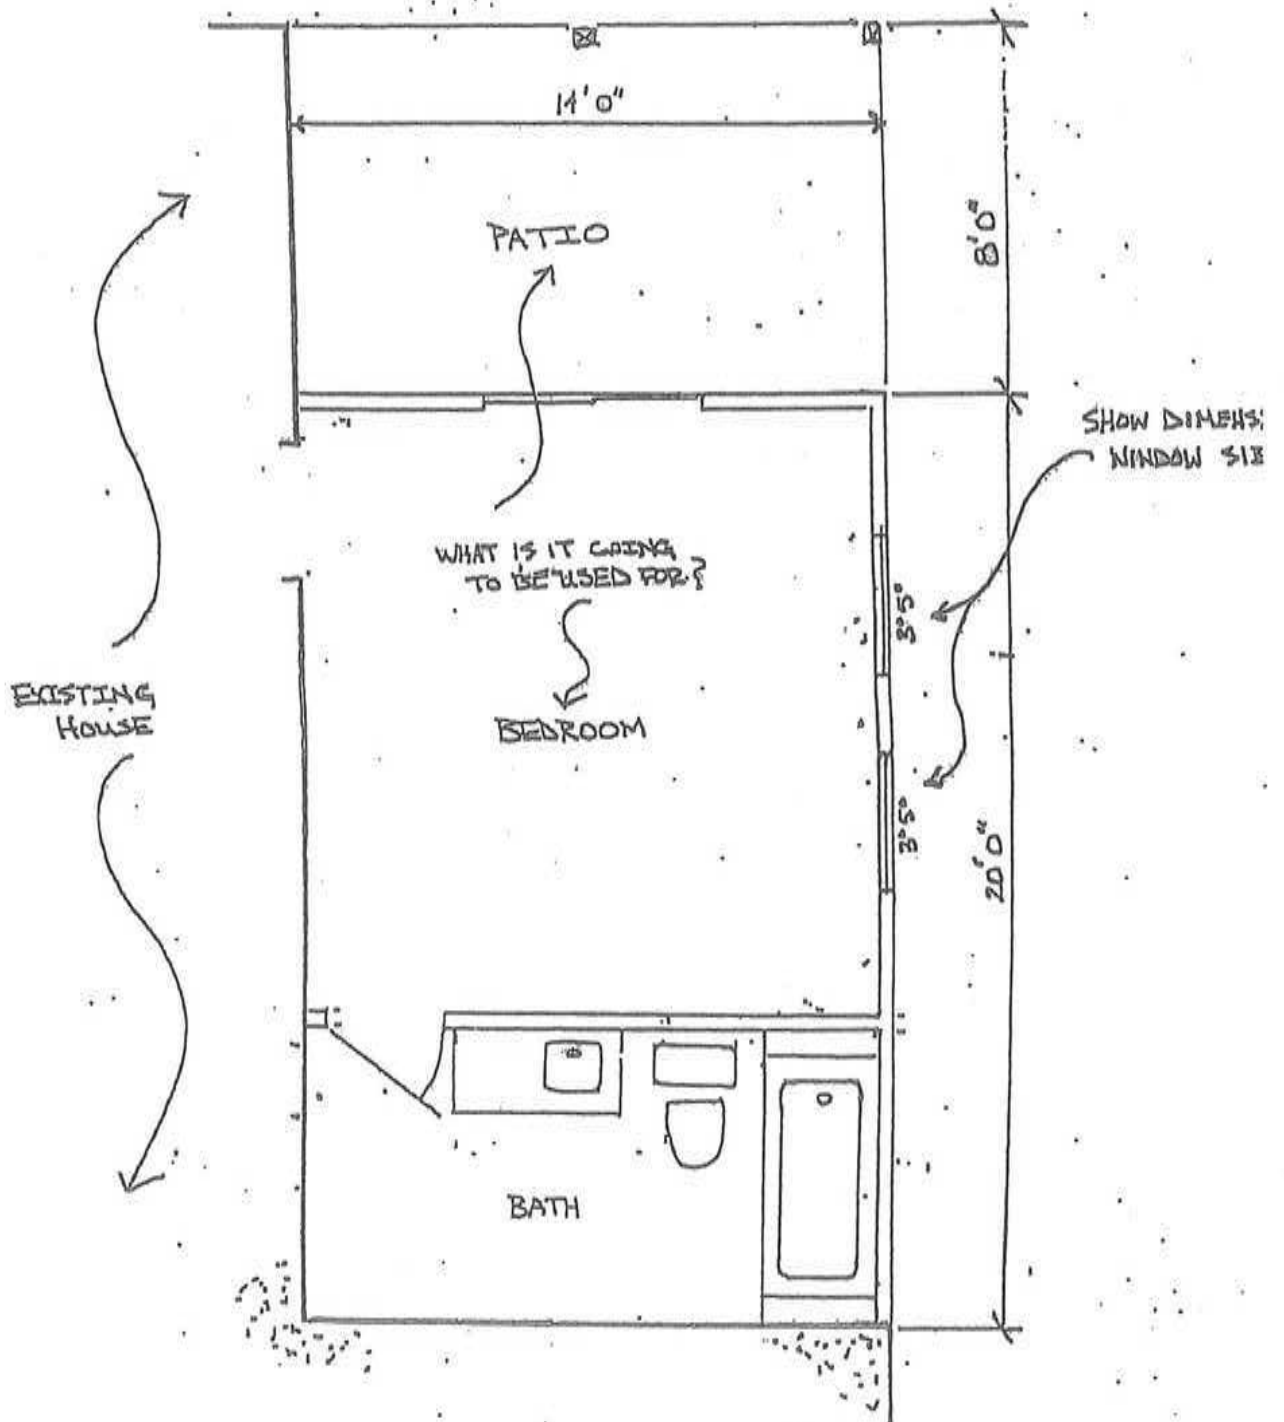 14'0"
8'0"
PATIO
SHOW DIMENS
WINDOW SIZ
WHAT IS IT GOING
TO BE USED FOR?
3°5°
EXISTING
HOUSE
BEDROOM
3°5°
20'0"
BATH